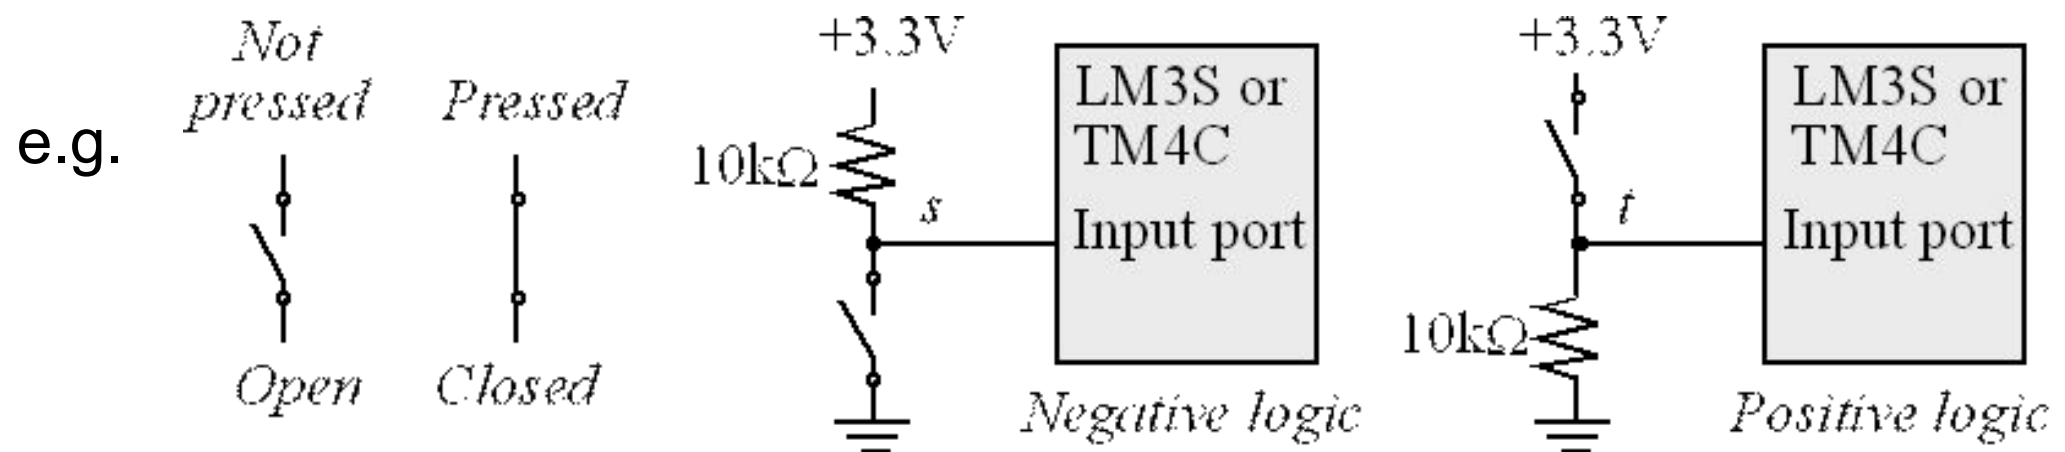 e.g.
Not
pressed
Pressed
Open
Closed
+3.3V
10kΩ
s
LM3S or
TM4C
Input port
Negative logic
+3.3V
t
10kΩ
LM3S or
TM4C
Input port
Positive logic